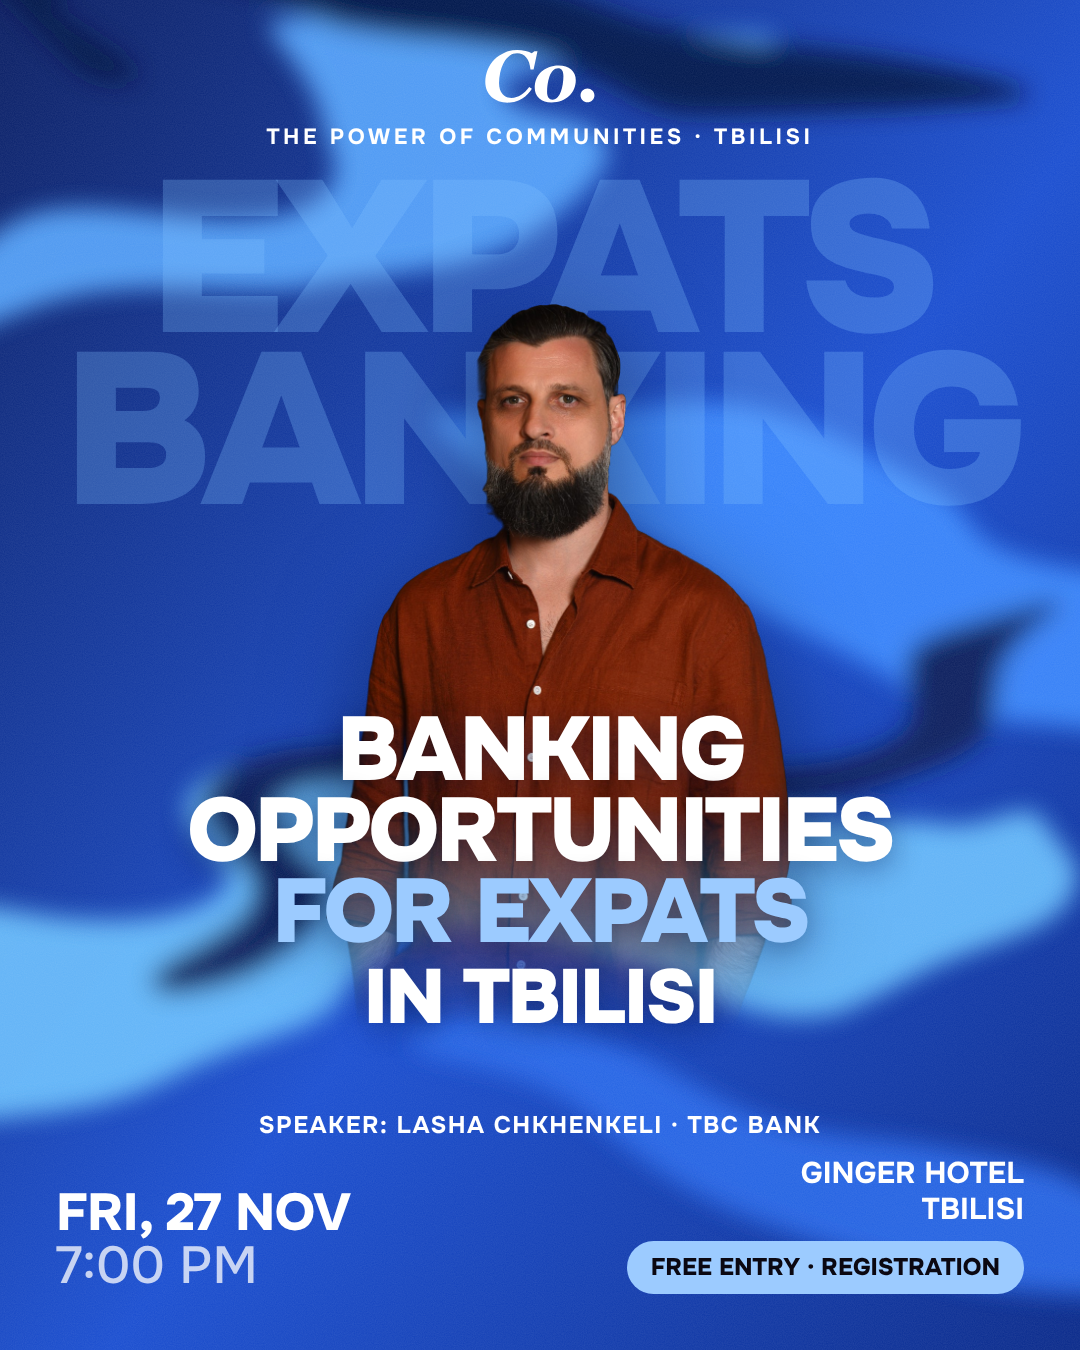 Co.
THE POWER OF COMMUNITIES · TBILISI
EXPATS
BANKING
BANKING
OPPORTUNITIES
FOR EXPATS
IN TBILISI
SPEAKER: LASHA CHKHENKELI · TBC BANK
GINGER HOTEL
TBILISI
FRI, 27 NOV
7:00 PM
FREE ENTRY · REGISTRATION